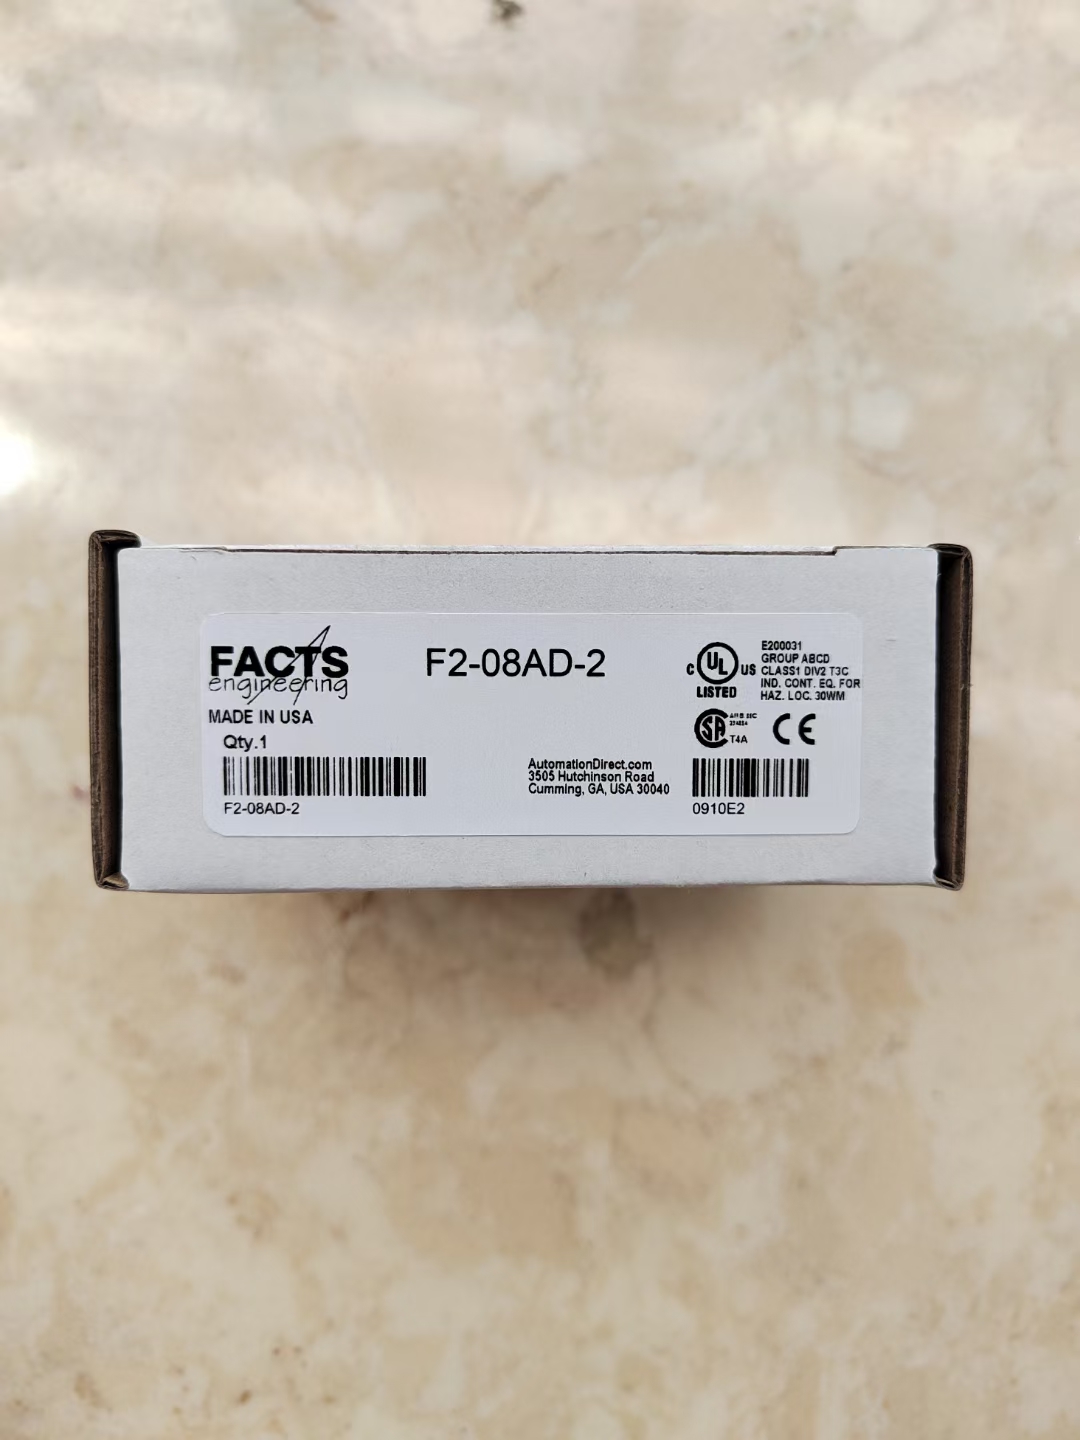 FACTS
engineering
MADE IN USA
Qty.1
F2-08AD-2
F2-08AD-2
AutomationDirect.com
3505 Hutchinson Road
Cumming, GA, USA 30040
C UL US
LISTED
E200031
GROUP ABCD
CLASS1 DIV2 T3C
IND. CONT. EQ. FOR
HAZ. LOC. 30WM
SA
T4A
CE
0910E2